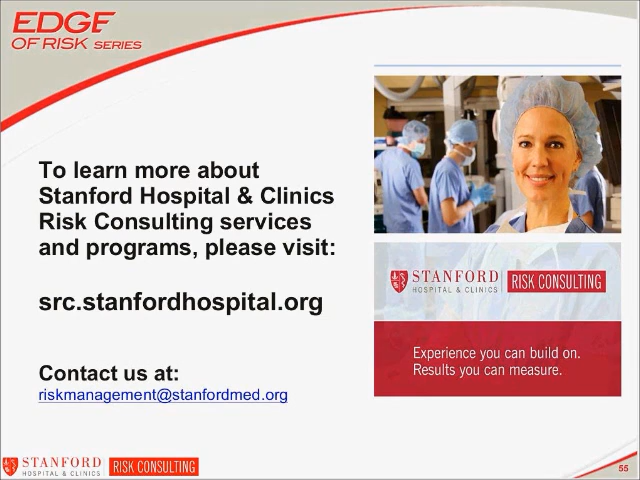 EDGE
OF RISK SERIES
To learn more about
Stanford Hospital & Clinics
Risk Consulting services
and programs, please visit:
src.stanfordhospital.org
Contact us at:
riskmanagement@stanfordmed.org
STANFORD
HOSPITAL & CLINICS
RISK CONSULTING
Experience you can build on.
Results you can measure.
STANFORD
HOSPITAL & CLINICS
RISK CONSULTING
55